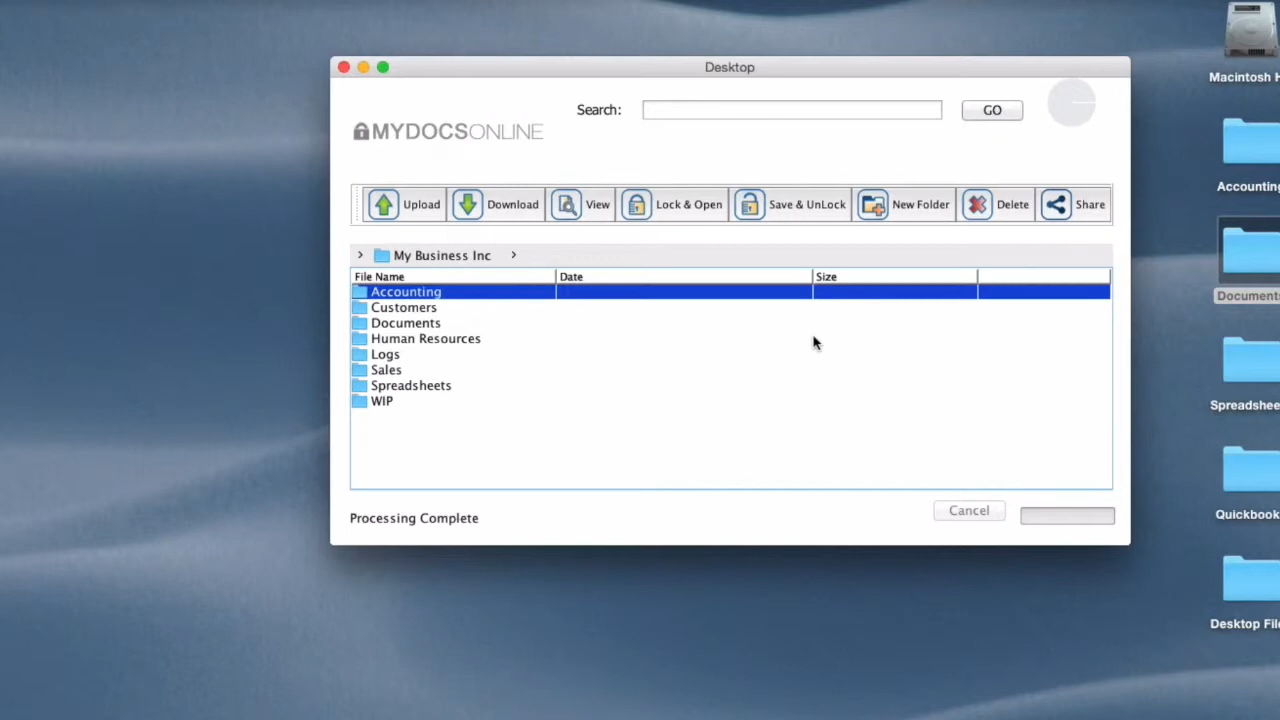 Desktop
Search:
GO
MYDOCSONLINE
Upload Download View Lock & Open Save & UnLock New Folder Delete Share
> My Business Inc >
File Name Date Size
Accounting
Customers
Documents
Human Resources
Logs
Sales
Spreadsheets
WIP
Processing Complete
Cancel
Macintosh H
Accounting
Documents
Spreadshee
Quickbook
Desktop File